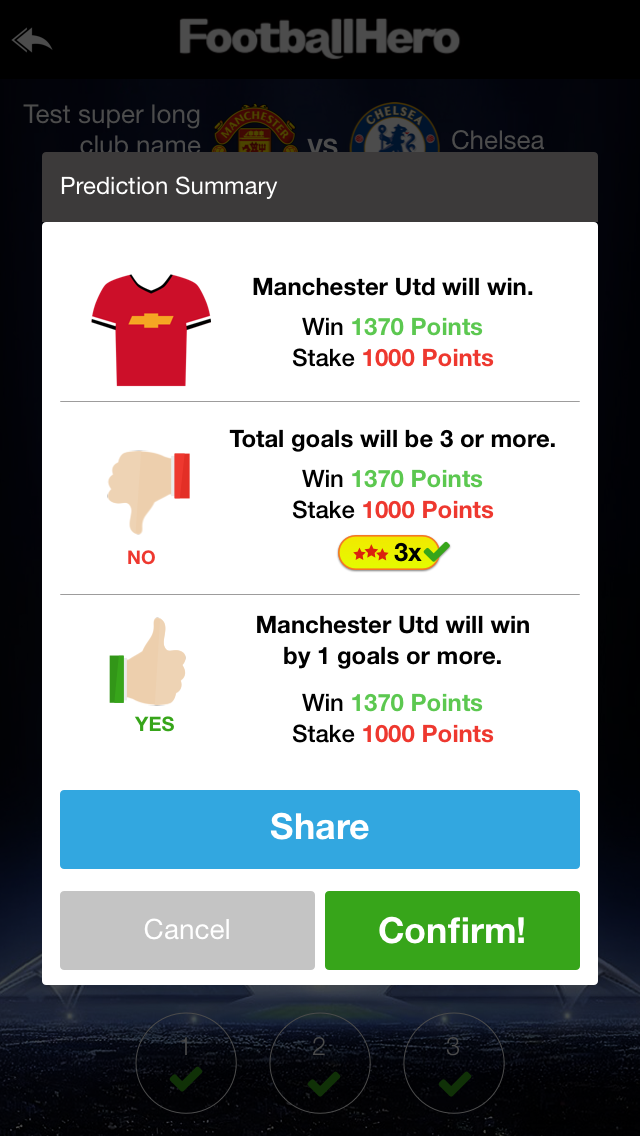 FootballHero
Test super long
club name
MANCHESTER
vs
CHELSEA
Chelsea
Prediction Summary
Manchester Utd will win.
Win 1370 Points
Stake 1000 Points
Total goals will be 3 or more.
Win 1370 Points
Stake 1000 Points
NO
3x
Manchester Utd will win
by 1 goals or more.
YES
Win 1370 Points
Stake 1000 Points
Share
Cancel
Confirm!
1
2
3